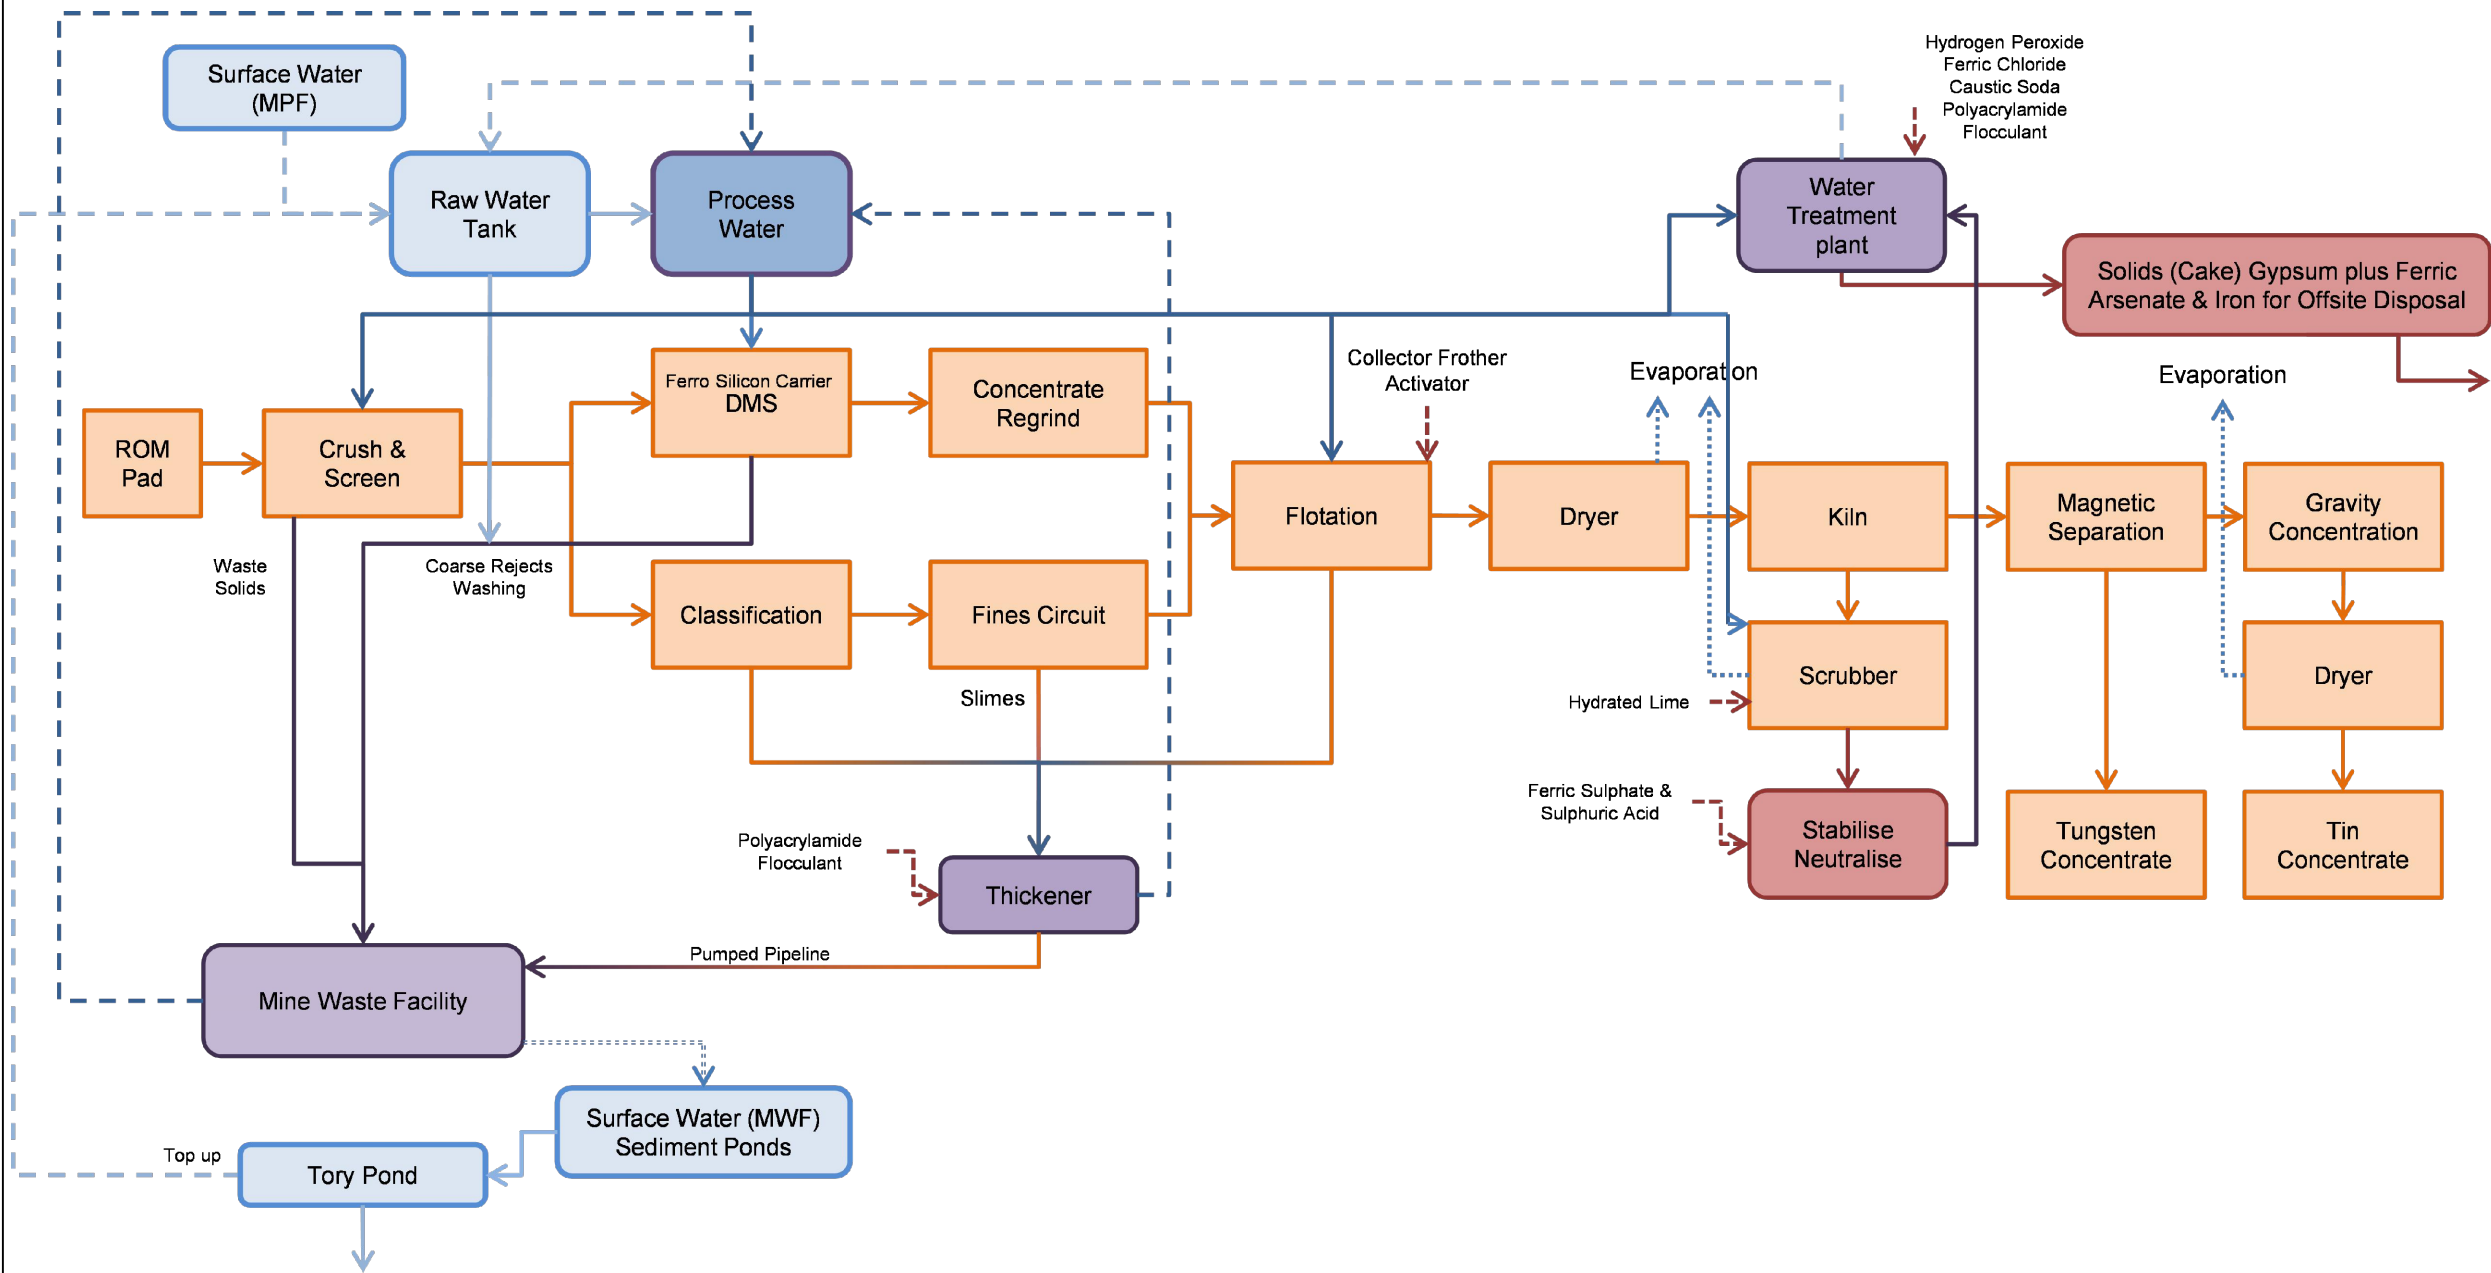 Hydrogen Peroxide
Ferric Chloride
Caustic Soda
Polyacrylamide
Flocculant
Surface Water
(MPF)
Raw Water
Tank
Process
Water
Water
Treatment
plant
Solids (Cake) Gypsum plus Ferric
Arsenate & Iron for Offsite Disposal
Collector Frother
Activator
Evaporation
Evaporation
ROM
Pad
Crush &
Screen
Ferro Silicon Carrier
DMS
Concentrate
Regrind
Flotation
Dryer
Kiln
Magnetic
Separation
Gravity
Concentration
Waste
Solids
Coarse Rejects
Washing
Classification
Fines Circuit
Slimes
Scrubber
Dryer
Hydrated Lime
Ferric Sulphate &
Sulphuric Acid
Stabilise
Neutralise
Tungsten
Concentrate
Tin
Concentrate
Polyacrylamide
Flocculant
Thickener
Pumped Pipeline
Mine Waste Facility
Surface Water (MWF)
Sediment Ponds
Top up
Tory Pond